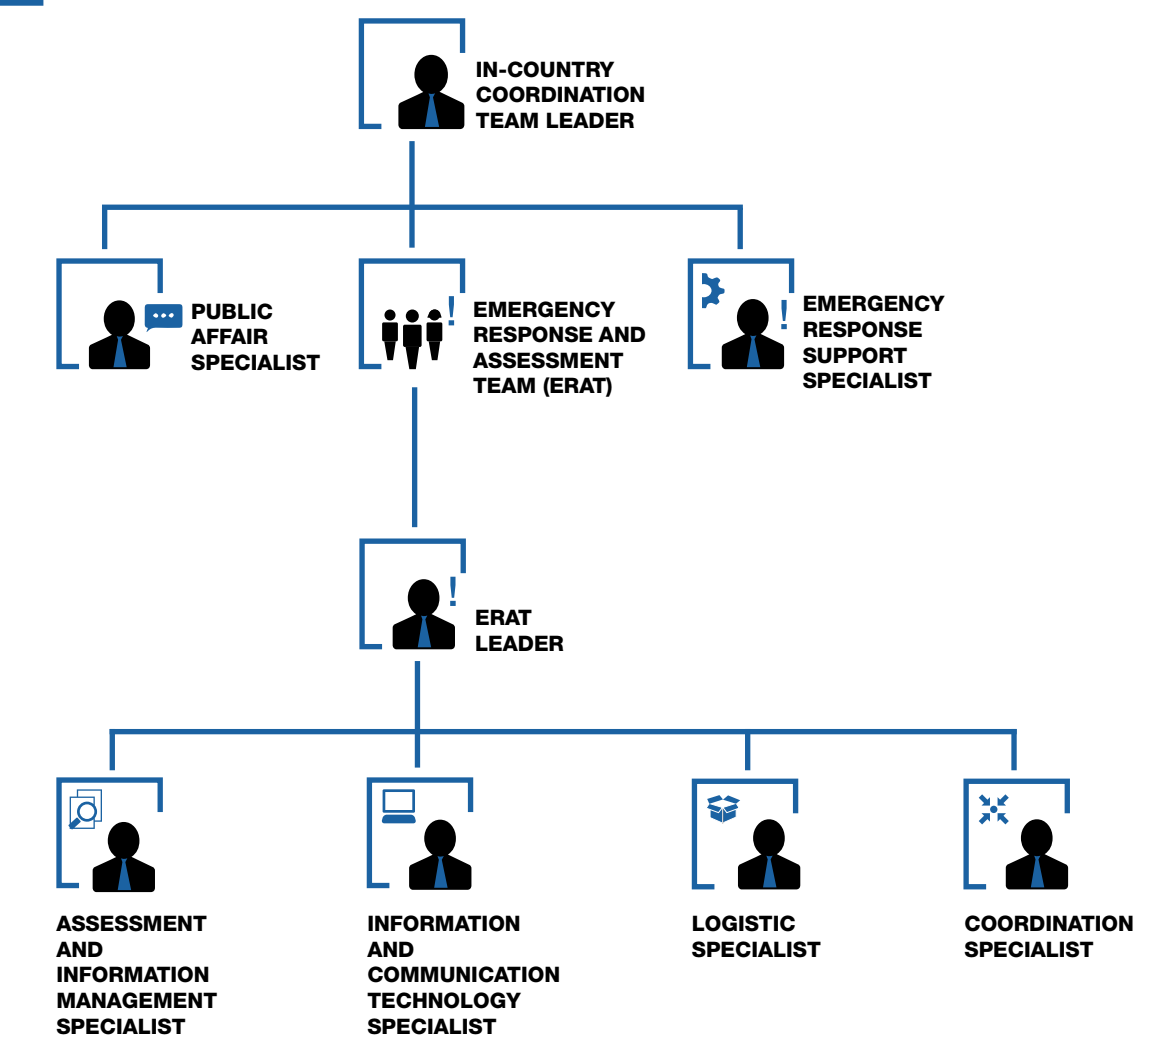 IN-COUNTRY
COORDINATION
TEAM LEADER
PUBLIC
AFFAIR
SPECIALIST
EMERGENCY
RESPONSE AND
ASSESSMENT
TEAM (ERAT)
EMERGENCY
RESPONSE
SUPPORT
SPECIALIST
ERAT
LEADER
ASSESSMENT
AND
INFORMATION
MANAGEMENT
SPECIALIST
INFORMATION
AND
COMMUNICATION
TECHNOLOGY
SPECIALIST
LOGISTIC
SPECIALIST
COORDINATION
SPECIALIST